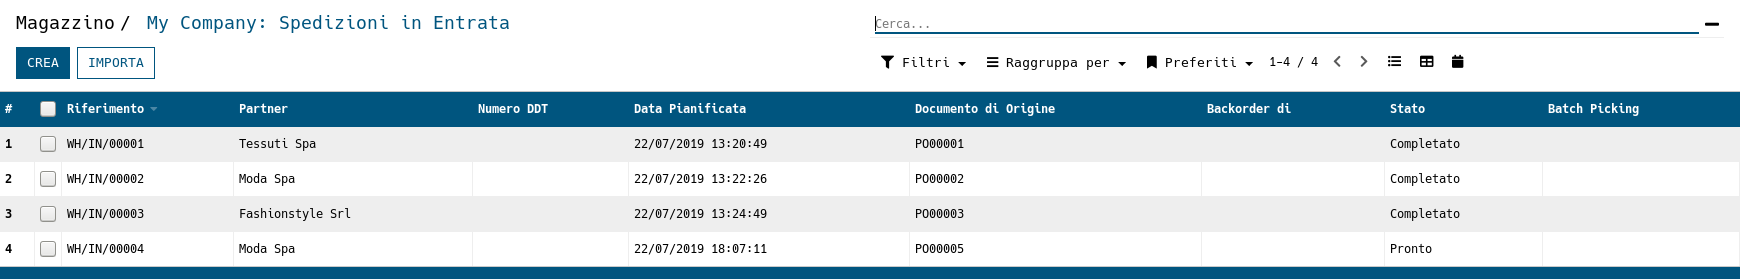 Magazzino / My Company: Spedizioni in Entrata
Cerca...
CREA IMPORTA
Filtri Raggruppa per Preferiti 1-4 / 4
# Riferimento Partner Numero DDT Data Pianificata Documento di Origine Backorder di Stato Batch Picking
1 WH/IN/00001 Tessuti Spa 22/07/2019 13:20:49 PO00001 Completato
2 WH/IN/00002 Moda Spa 22/07/2019 13:22:26 PO00002 Completato
3 WH/IN/00003 Fashionstyle Srl 22/07/2019 13:24:49 PO00003 Completato
4 WH/IN/00004 Moda Spa 22/07/2019 18:07:11 PO00005 Pronto